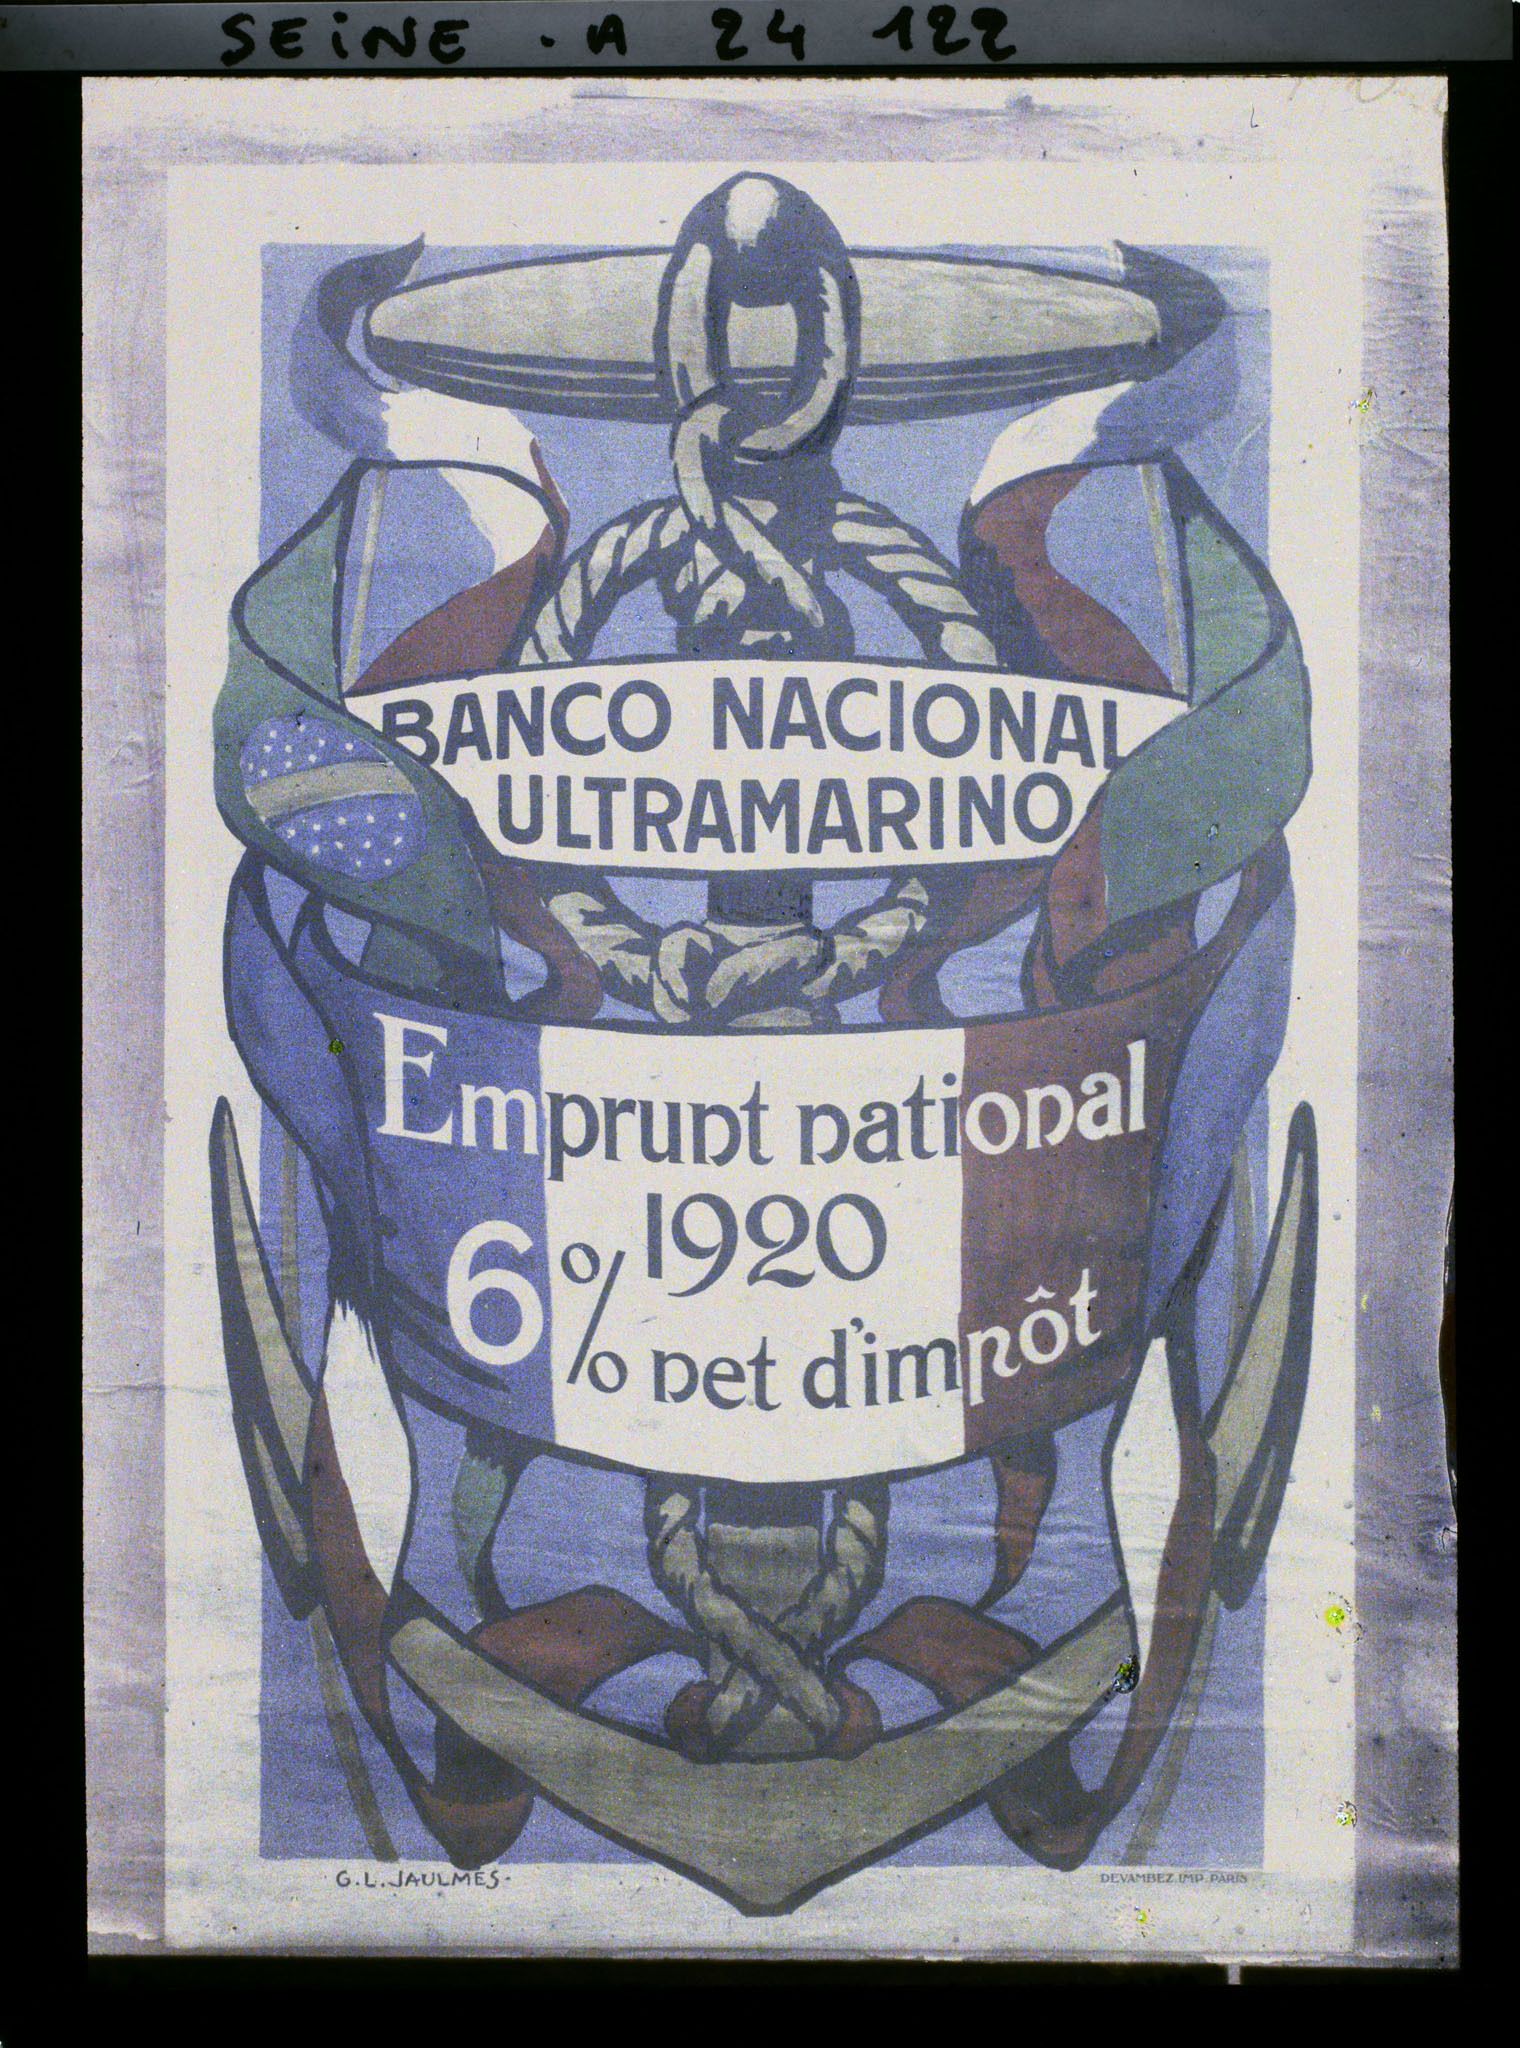 SEINE . A 24 122
BANCO NACIONAL
ULTRAMARINO
Emprunt national
1920
6% net d'impôt
G. L. JAULMES.
DEVAMBEZ. IMP. PARIS